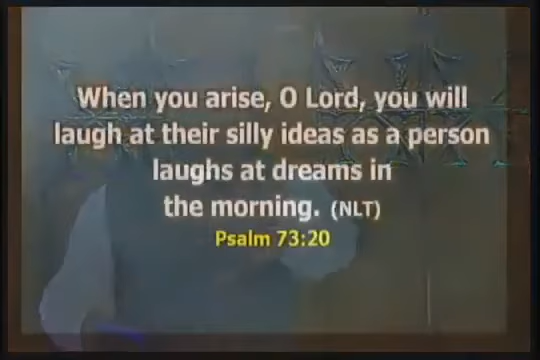 When you arise, O Lord, you will
laugh at their silly ideas as a person
laughs at dreams in
the morning. (NLT)
Psalm 73:20